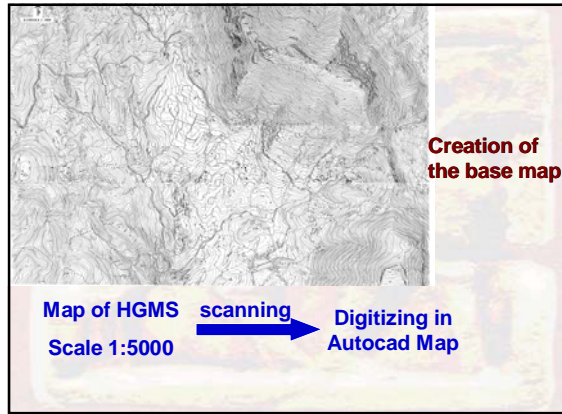 Creation of
the base map
Map of HGMS scanning
Scale 1:5000
Digitizing in
Autocad Map